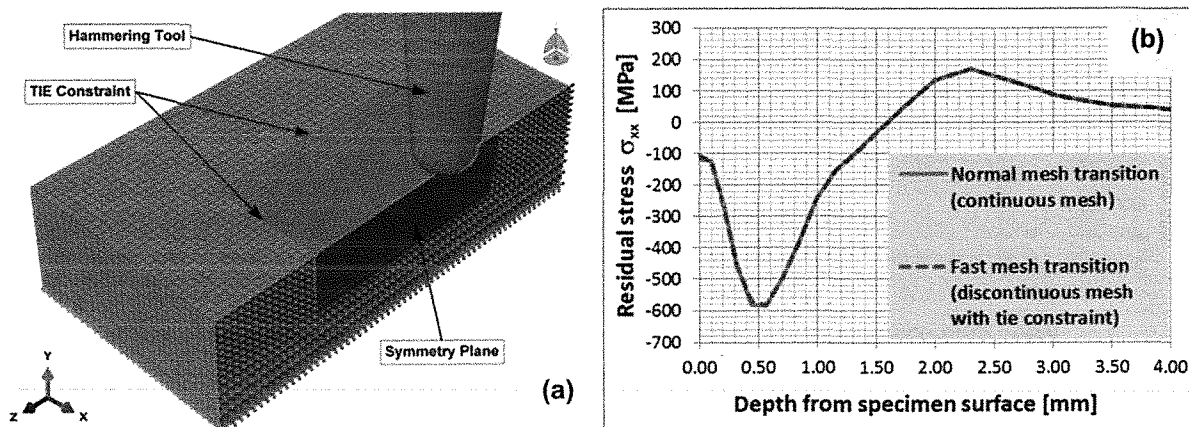 Hammering Tool
TIE Constraint
Symmetry Plane
Y
Z
X
(a)
(b)
Residual stress σxx [MPa]
300
200
100
0
-100
-200
-300
-400
-500
-600
-700
Normal mesh transition
(continuous mesh)
Fast mesh transition
(discontinuous mesh
with tie constraint)
0.00 0.50 1.00 1.50 2.00 2.50 3.00 3.50 4.00
Depth from specimen surface [mm]